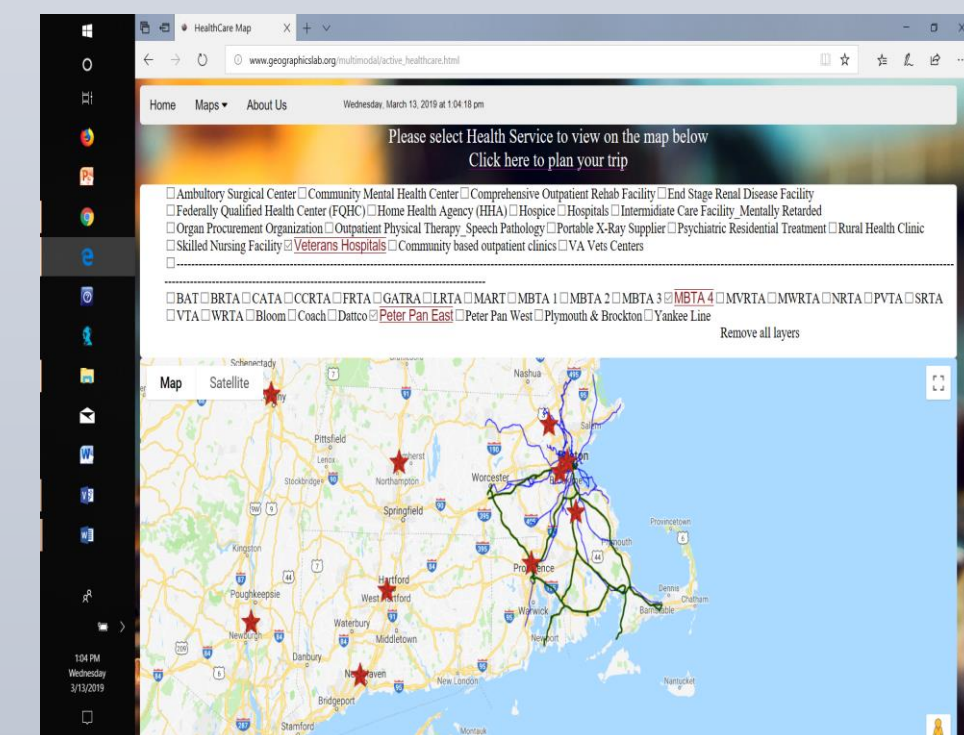 HealthCare Map
www.geographicslab.org/multimodal/active_healthcare.html
Home Maps About Us Wednesday, March 13, 2019 at 1:04:18 pm
Please select Health Service to view on the map below
Click here to plan your trip
Ambultory Surgical Center Community Mental Health Center Comprehensive Outpatient Rehab Facility End Stage Renal Disease Facility
Federally Qualified Health Center (FQHC) Home Health Agency (HHA) Hospice Hospitals Intermidiate Care Facility_Mentally Retarded
Organ Procurement Organization Outpatient Physical Therapy_Speech Pathology Portable X-Ray Supplier Psychiatric Residential Treatment Rural Health Clinic
Skilled Nursing Facility Veterans Hospitals Community based outpatient clinics VA Vets Centers
BAT BRTA CATA CCRTA FRTA GATRA LRTA MART MBTA 1 MBTA 2 MBTA 3 MBTA 4 MVRTA MWRTA NRTA PVTA SRTA
VTA WRTA Bloom Coach Dattco Peter Pan East Peter Pan West Plymouth & Brockton Yankee Line
Remove all layers
Map Satellite
Schenectady
Nashua
Salem
Pittsfield
Lenox
Stockbridge
Northampton
Worcester
Springfield
Provincetown
Plymouth
Kingston
Hartford
West Hartford
Providence
Dennis
Chatham
Barnstable
Poughkeepsie
Warwick
Waterbury
Newburgh
Middletown
Newport
Danbury
New Haven
New London
Nantucket
Bridgeport
Stamford
Montauk
1:04 PM
Wednesday
3/13/2019